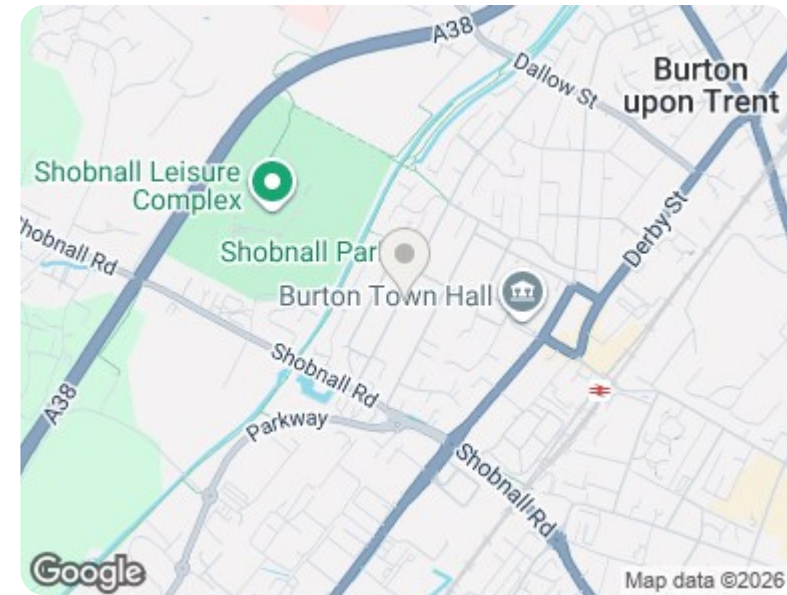 A38
Dallow St
Burton
upon Trent
Shobnall Leisure
Complex
Derby St
Shobnall Rd
Shobnall Par
Burton Town Hall
Shobnall Rd
A38
Parkway
Shobnall Rd
Google
Map data ©2026